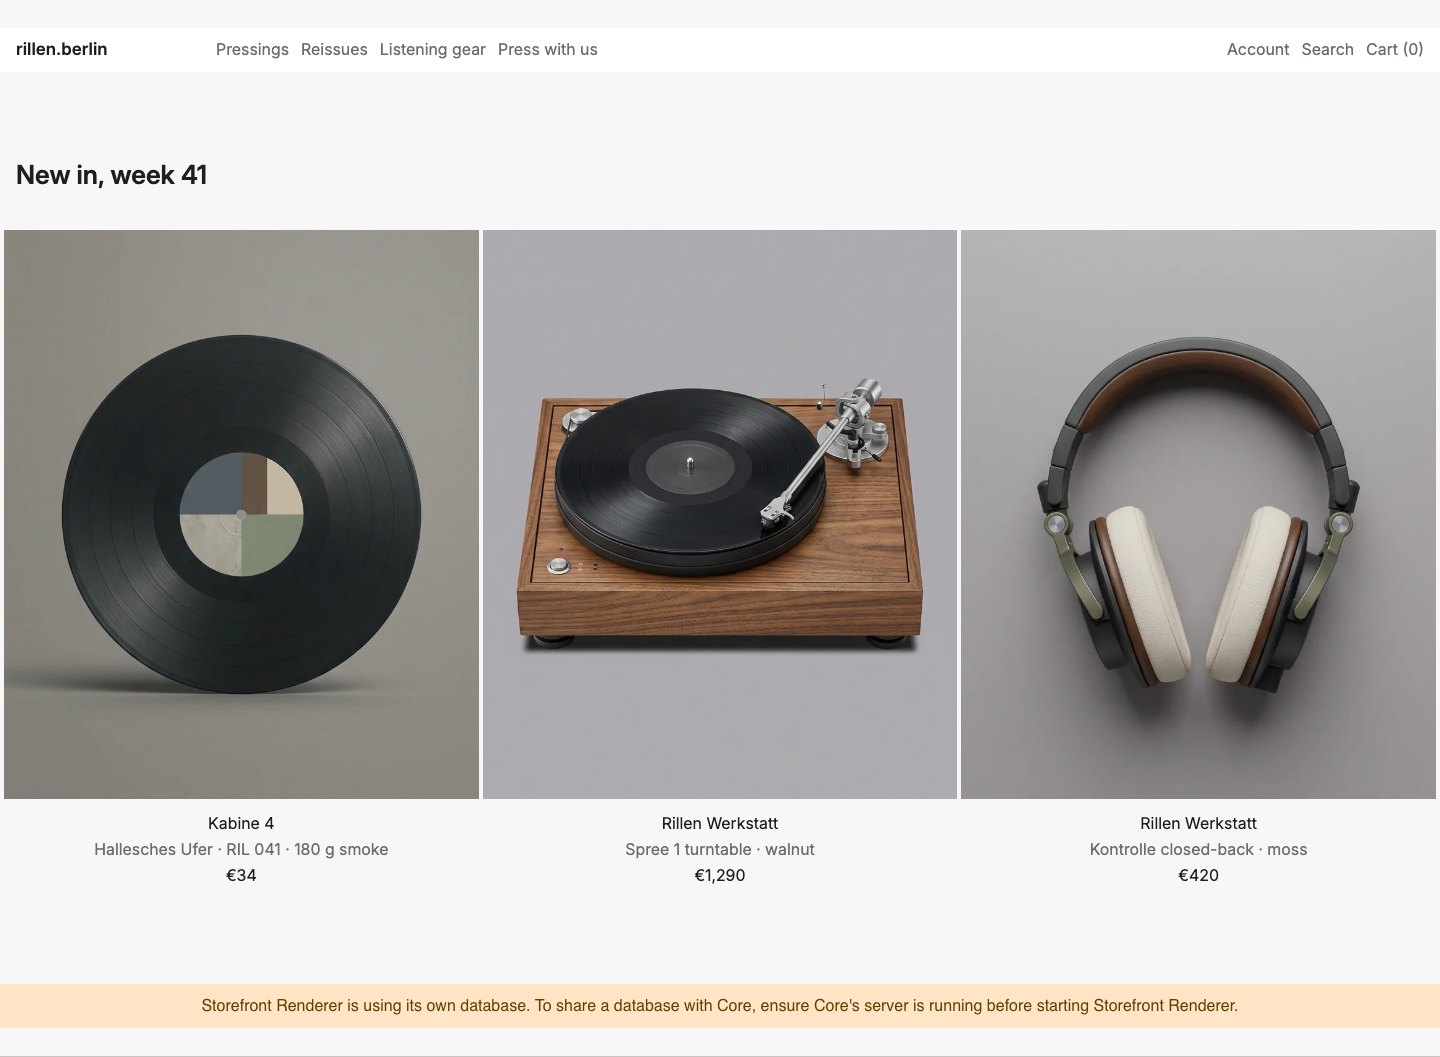 rillen.berlin
Pressings Reissues Listening gear Press with us
Account Search Cart (0)
New in, week 41
Kabine 4
Hallesches Ufer · RIL 041 · 180 g smoke
€34
Rillen Werkstatt
Spree 1 turntable · walnut
€1,290
Rillen Werkstatt
Kontrolle closed-back · moss
€420
Storefront Renderer is using its own database. To share a database with Core, ensure Core's server is running before starting Storefront Renderer.